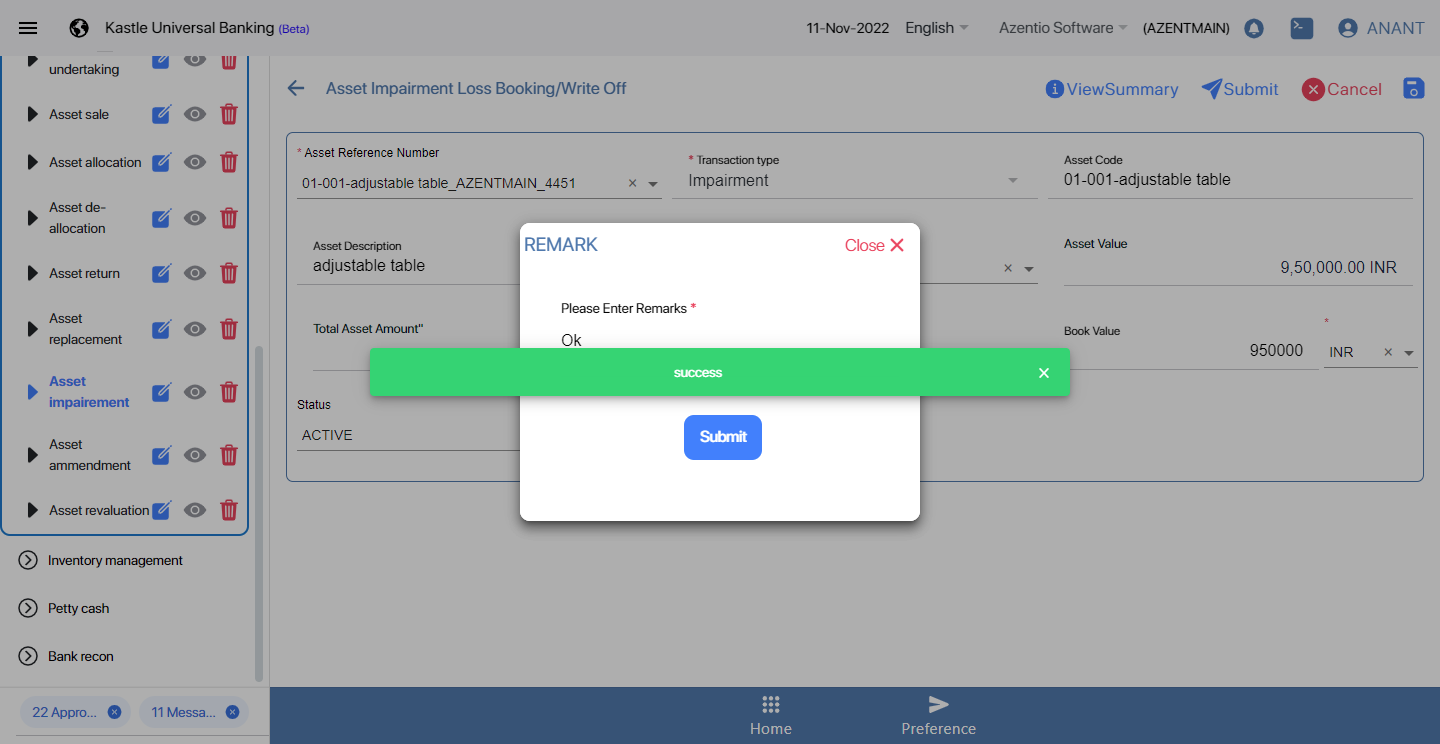 Kastle Universal Banking (Beta)
11-Nov-2022
English
Azentio Software
(AZENTMAIN)
ANANT
undertaking
Asset sale
Asset allocation
Asset de-
allocation
Asset return
Asset
replacement
Asset
impairement
Asset
ammendment
Asset revaluation
Inventory management
Petty cash
Bank recon
22 Appro...
11 Messa...
Asset Impairment Loss Booking/Write Off
ViewSummary
Submit
Cancel
* Asset Reference Number
01-001-adjustable table_AZENTMAIN_4451
* Transaction type
Impairment
Asset Code
01-001-adjustable table
Asset Description
adjustable table
Asset Value
9,50,000.00 INR
Total Asset Amount"
Book Value
950000
*
INR
Status
ACTIVE
REMARK
Close
Please Enter Remarks *
Ok
success
Submit
Home
Preference